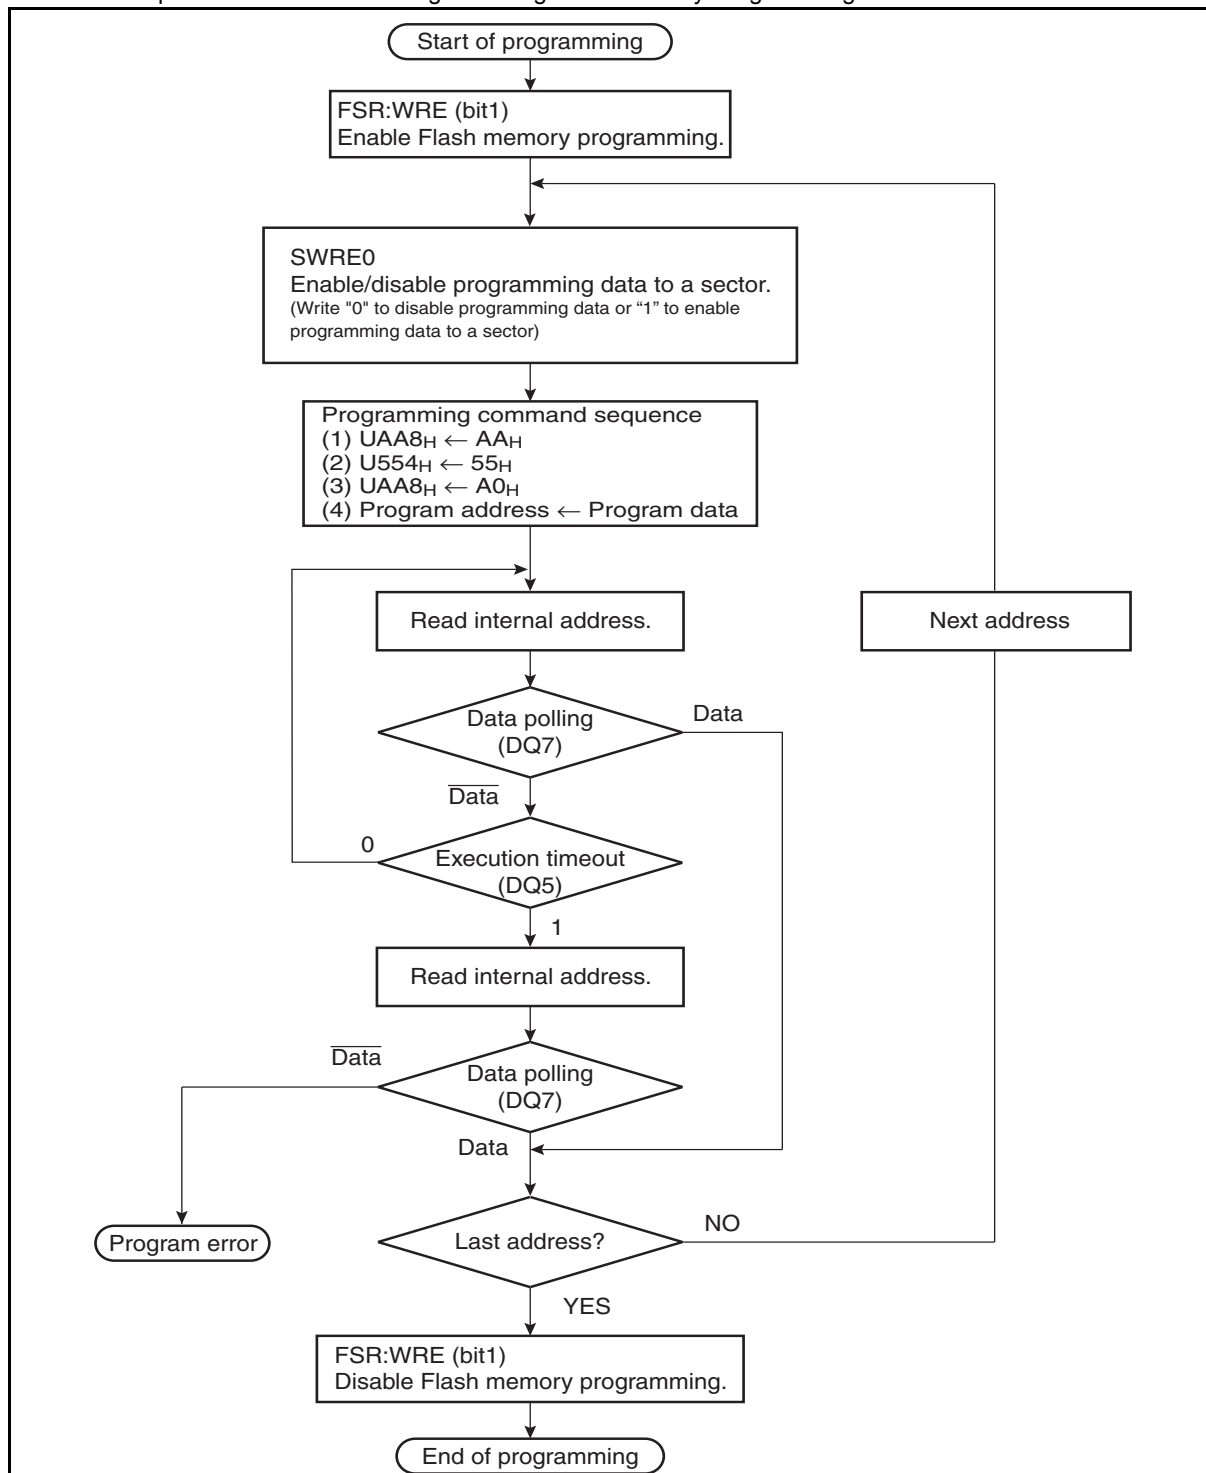 Start of programming
FSR:WRE (bit1)
Enable Flash memory programming.
SWRE0
Enable/disable programming data to a sector.
(Write "0" to disable programming data or “1” to enable
programming data to a sector)
Programming command sequence
(1) UAA8H ← AAH
(2) U554H ← 55H
(3) UAA8H ← A0H
(4) Program address ← Program data
Read internal address.
Next address
Data polling
(DQ7)
Data
D̅a̅t̅a̅
0
Execution timeout
(DQ5)
1
Read internal address.
D̅a̅t̅a̅
Data polling
(DQ7)
Data
Program error
Last address?
NO
YES
FSR:WRE (bit1)
Disable Flash memory programming.
End of programming